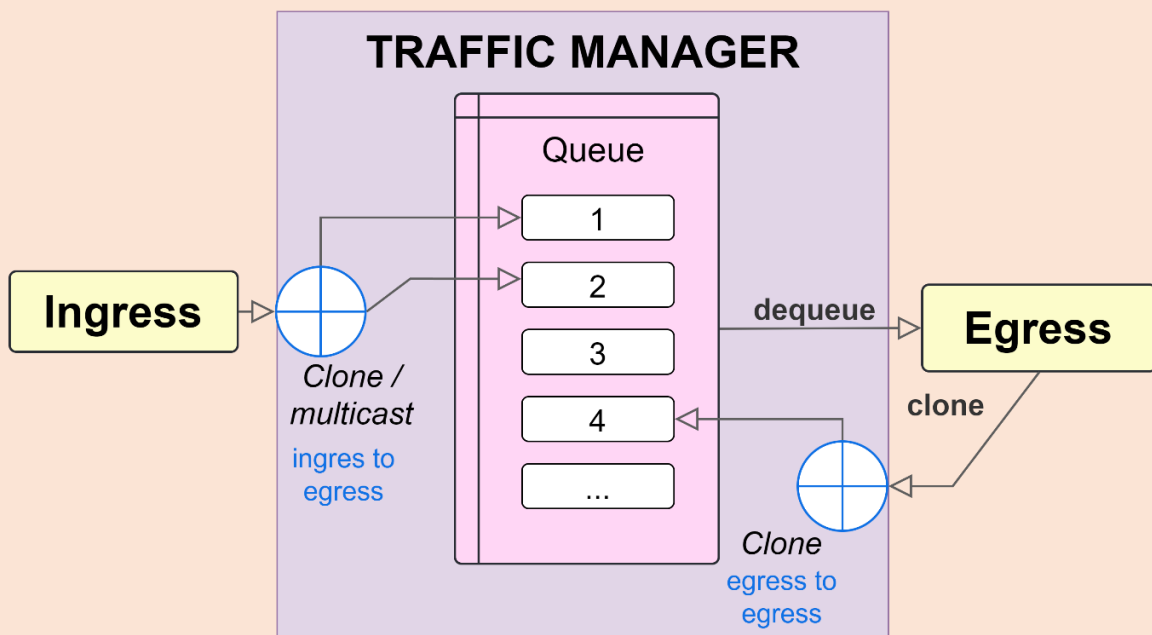 TRAFFIC MANAGER
Queue
1
2
3
4
...
Ingress
Clone /
multicast
ingres to
egress
dequeue
Egress
clone
Clone
egress to
egress